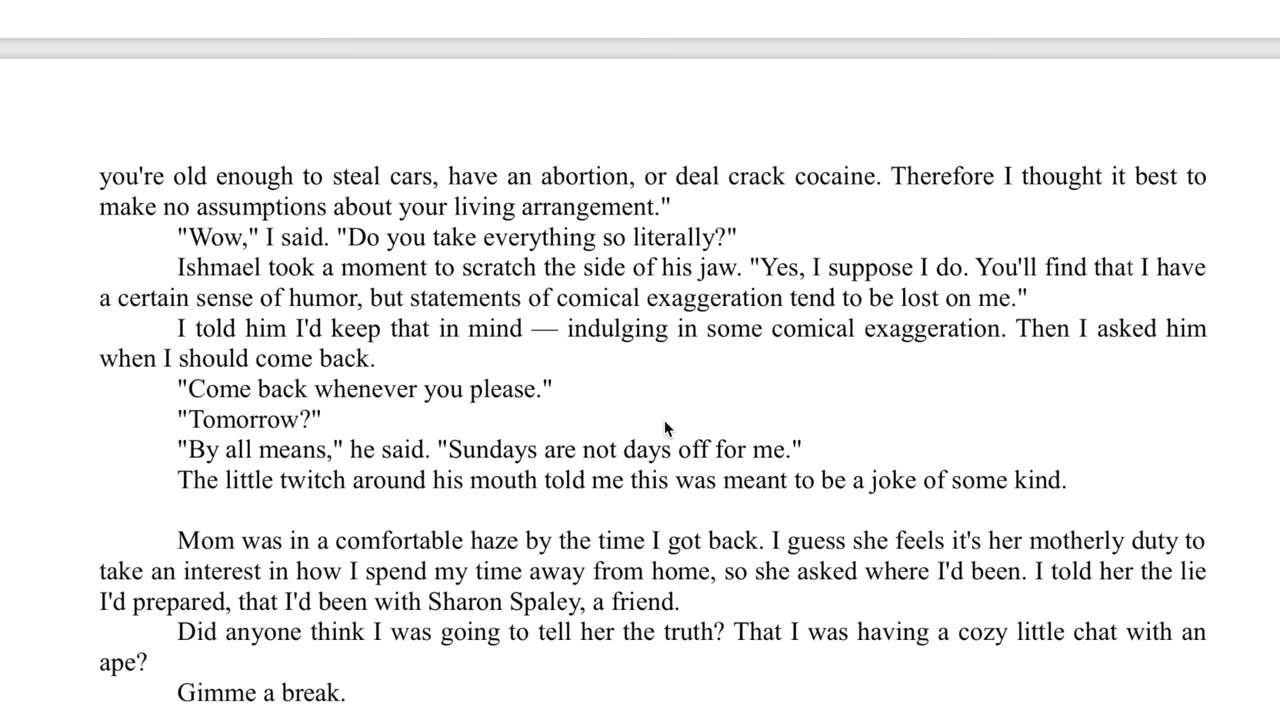 you're old enough to steal cars, have an abortion, or deal crack cocaine. Therefore I thought it best to
make no assumptions about your living arrangement."
"Wow," I said. "Do you take everything so literally?"
Ishmael took a moment to scratch the side of his jaw. "Yes, I suppose I do. You'll find that I have
a certain sense of humor, but statements of comical exaggeration tend to be lost on me."
I told him I'd keep that in mind — indulging in some comical exaggeration. Then I asked him
when I should come back.
"Come back whenever you please."
"Tomorrow?"
"By all means," he said. "Sundays are not days off for me."
The little twitch around his mouth told me this was meant to be a joke of some kind.
Mom was in a comfortable haze by the time I got back. I guess she feels it's her motherly duty to
take an interest in how I spend my time away from home, so she asked where I'd been. I told her the lie
I'd prepared, that I'd been with Sharon Spaley, a friend.
Did anyone think I was going to tell her the truth? That I was having a cozy little chat with an
ape?
Gimme a break.